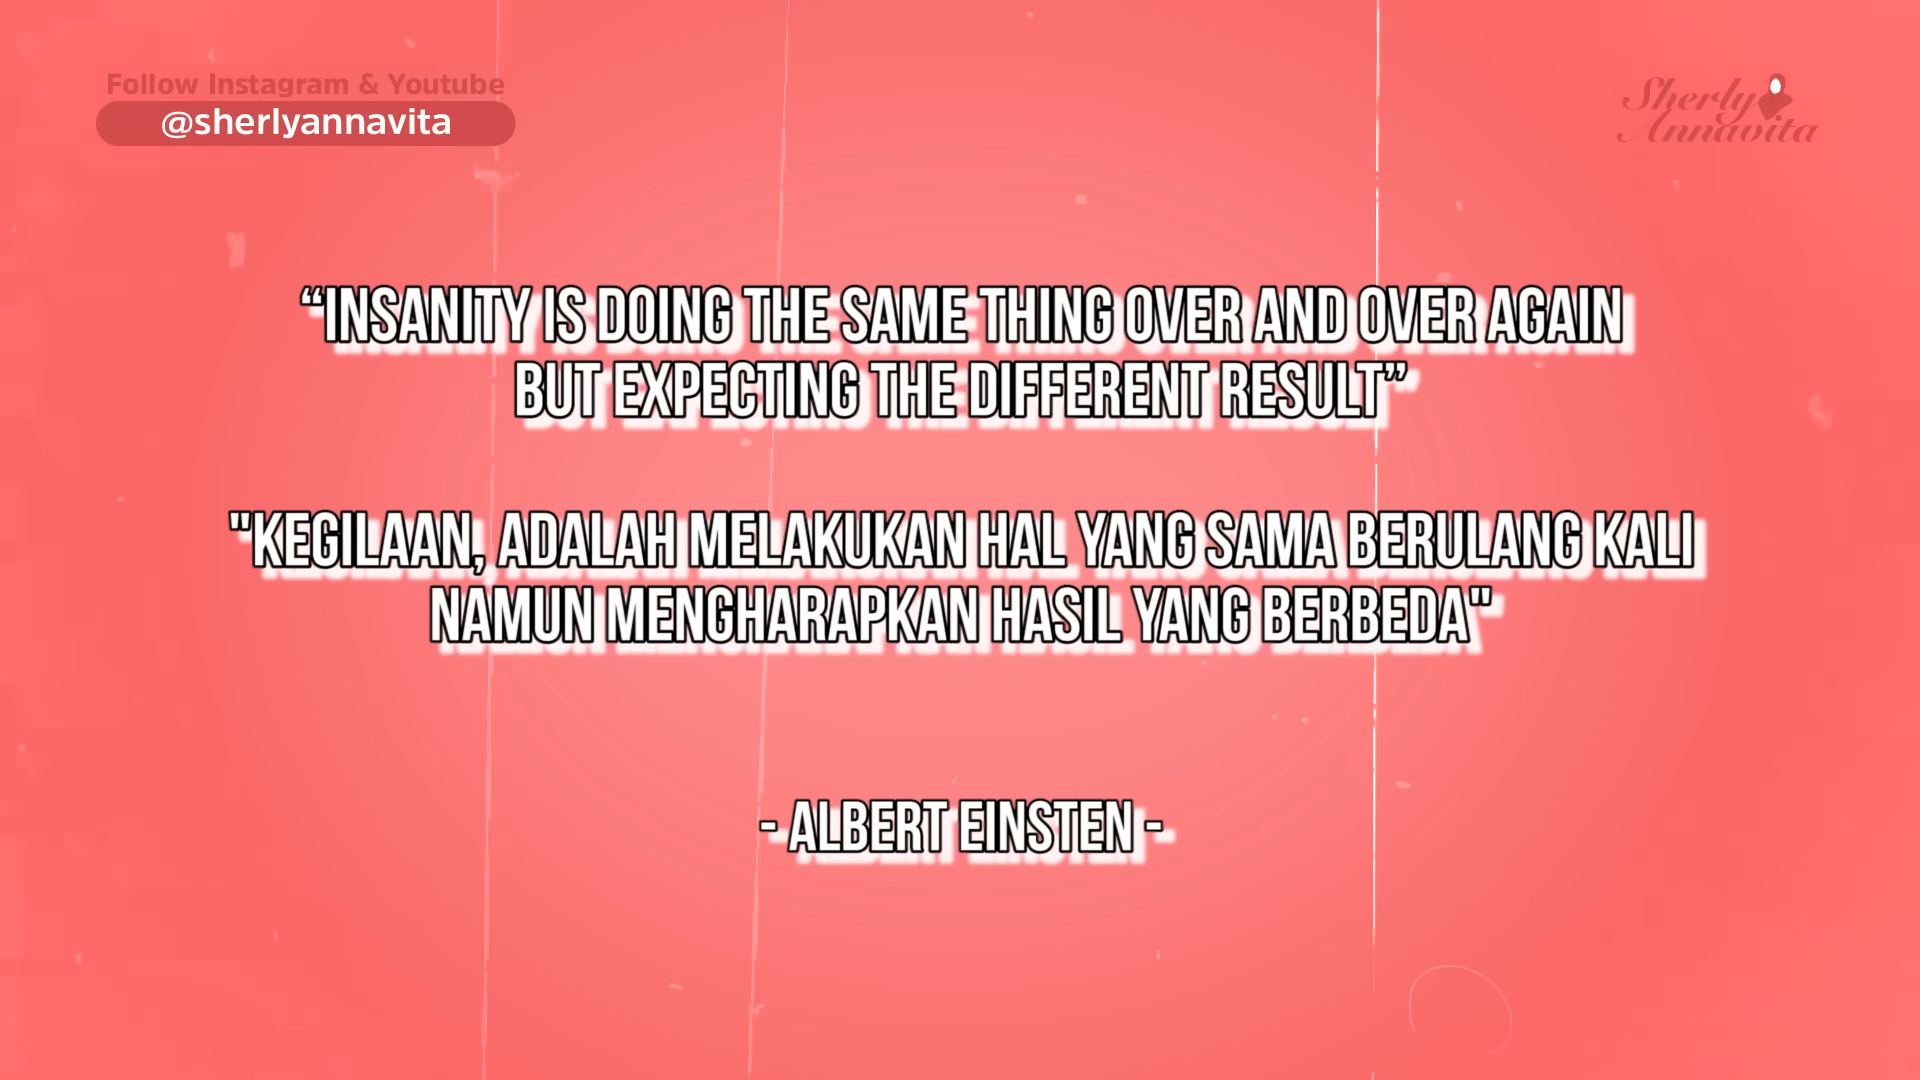 Follow Instagram & Youtube
@sherlyannavita
Sherly
Annavita
“INSANITY IS DOING THE SAME THING OVER AND OVER AGAIN
BUT EXPECTING THE DIFFERENT RESULT”
"KEGILAAN, ADALAH MELAKUKAN HAL YANG SAMA BERULANG KALI
NAMUN MENGHARAPKAN HASIL YANG BERBEDA"
- ALBERT EINSTEN -